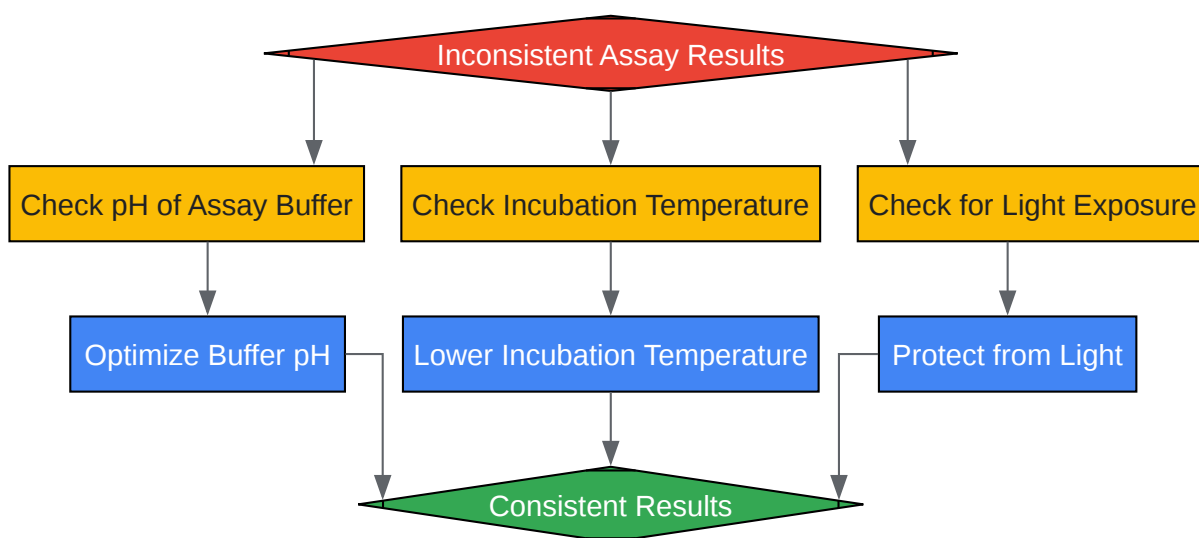 Inconsistent Assay Results
Check pH of Assay Buffer
Check Incubation Temperature
Check for Light Exposure
Optimize Buffer pH
Lower Incubation Temperature
Protect from Light
Consistent Results